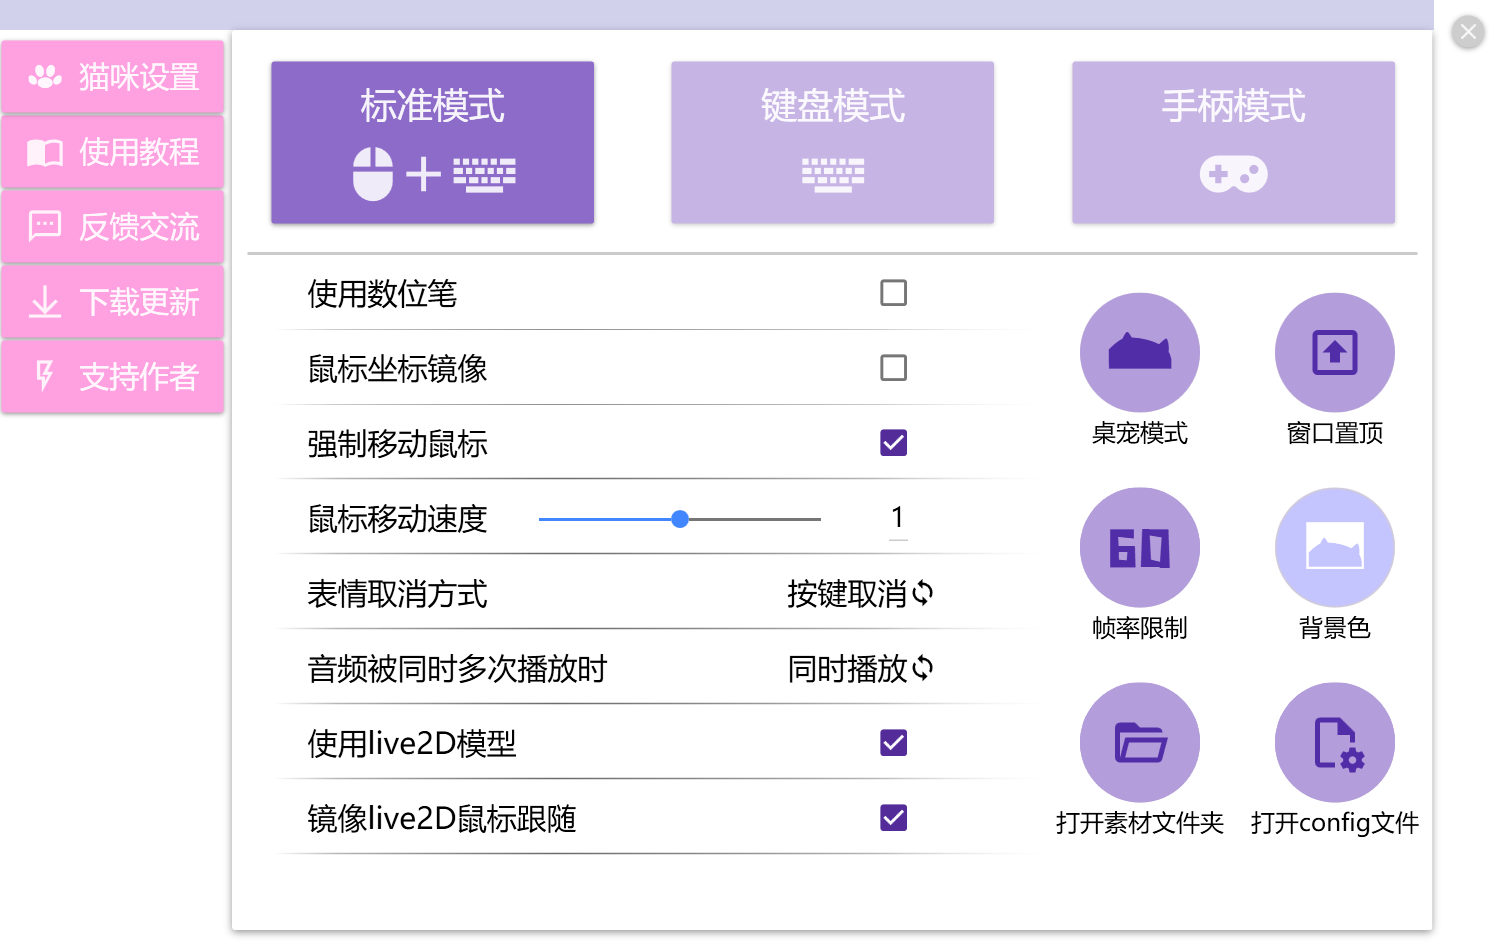 猫咪设置
使用教程
反馈交流
下载更新
支持作者
标准模式
键盘模式
手柄模式
使用数位笔
鼠标坐标镜像
强制移动鼠标
鼠标移动速度 1
表情取消方式 按键取消
音频被同时多次播放时 同时播放
使用live2D模型
镜像live2D鼠标跟随
桌宠模式
窗口置顶
60
帧率限制
背景色
打开素材文件夹
打开config文件